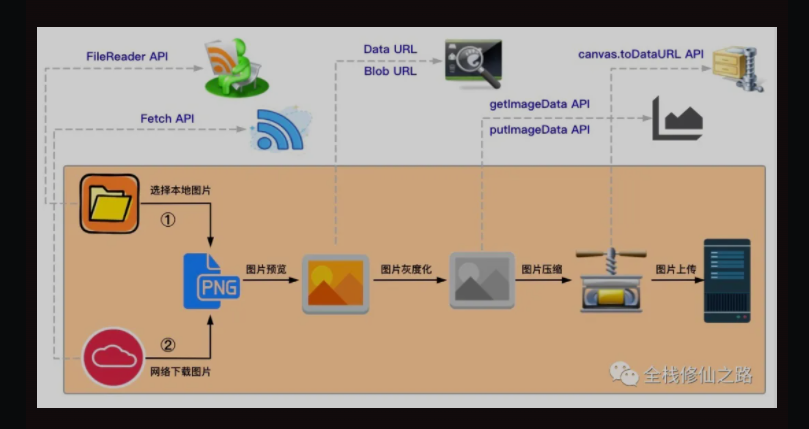 FileReader API
Data URL
Blob URL
canvas.toDataURL API
Fetch API
getImageData API
putImageData API
选择本地图片
①
PNG
图片预览
图片灰度化
图片压缩
图片上传
②
网络下载图片
全栈修仙之路